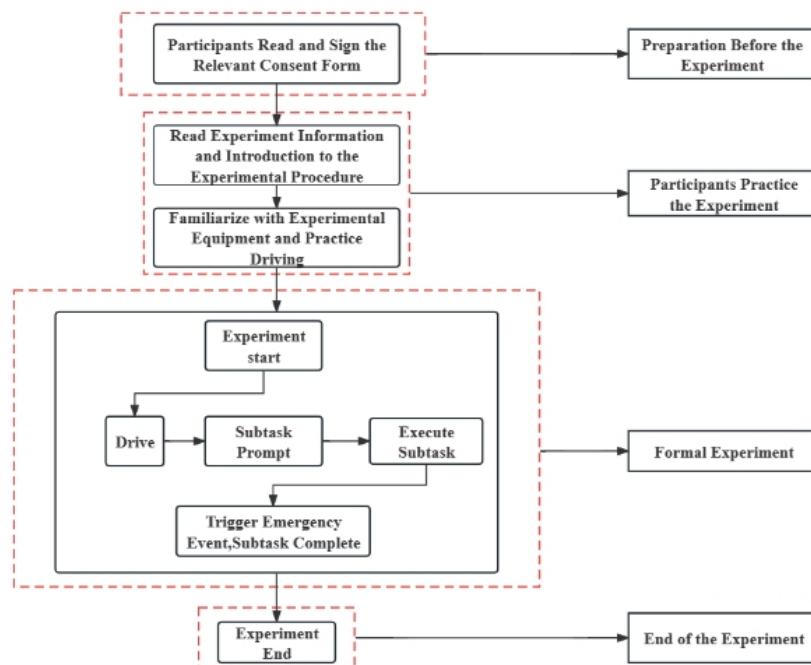 Participants Read and Sign the
Relevant Consent Form
Preparation Before the
Experiment
Read Experiment Information
and Introduction to the
Experimental Procedure
Familiarize with Experimental
Equipment and Practice
Driving
Participants Practice
the Experiment
Experiment
start
Drive
Subtask
Prompt
Execute
Subtask
Trigger Emergency
Event,Subtask Complete
Formal Experiment
Experiment
End
End of the Experiment